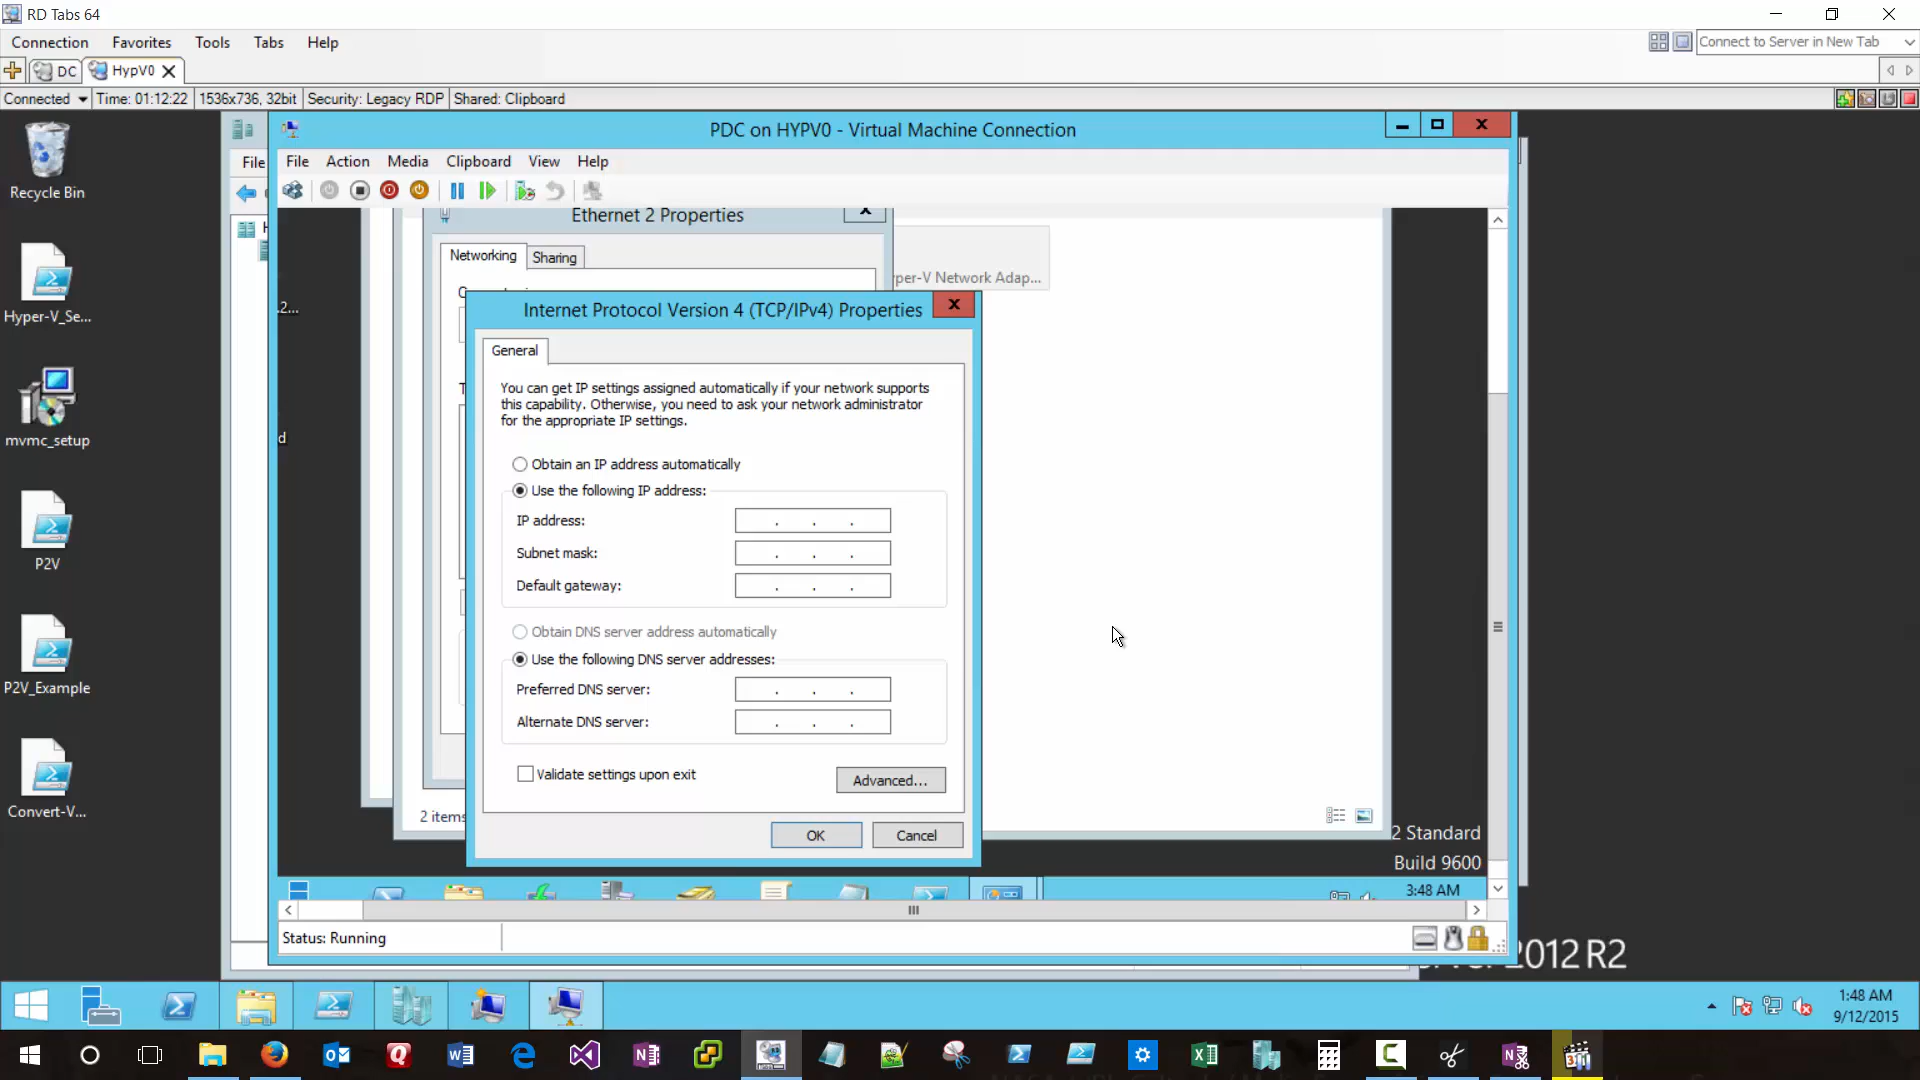 RD Tabs 64
Connection Favorites Tools Tabs Help
Connect to Server in New Tab
DC
HypV0
Connected
Time: 01:12:22
1536x736, 32bit
Security: Legacy RDP
Shared: Clipboard
PDC on HYPV0 - Virtual Machine Connection
File
File Action Media Clipboard View Help
Recycle Bin
Hyper-V_Se...
mvmc_setup
P2V
P2V_Example
Convert-V...
Ethernet 2 Properties
Networking
Sharing
per-V Network Adap...
.2...
d
Internet Protocol Version 4 (TCP/IPv4) Properties
General
You can get IP settings assigned automatically if your network supports
this capability. Otherwise, you need to ask your network administrator
for the appropriate IP settings.
Obtain an IP address automatically
Use the following IP address:
IP address:
Subnet mask:
Default gateway:
Obtain DNS server address automatically
Use the following DNS server addresses:
Preferred DNS server:
Alternate DNS server:
Validate settings upon exit
Advanced...
OK
Cancel
2 items
2 Standard
Build 9600
3:48 AM
Status: Running
2012 R2
1:48 AM
9/12/2015